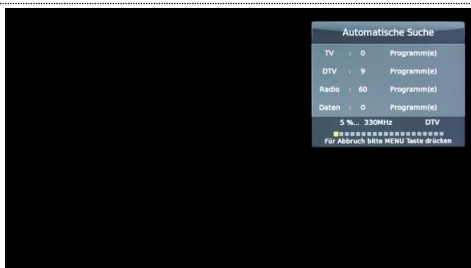 Automatische Suche
TV : 0 Programm(e)
DTV : 9 Programm(e)
Radio : 60 Programm(e)
Daten : 0 Programm(e)
5 %... 330MHz DTV
Für Abbruch bitte MENU Taste drücken